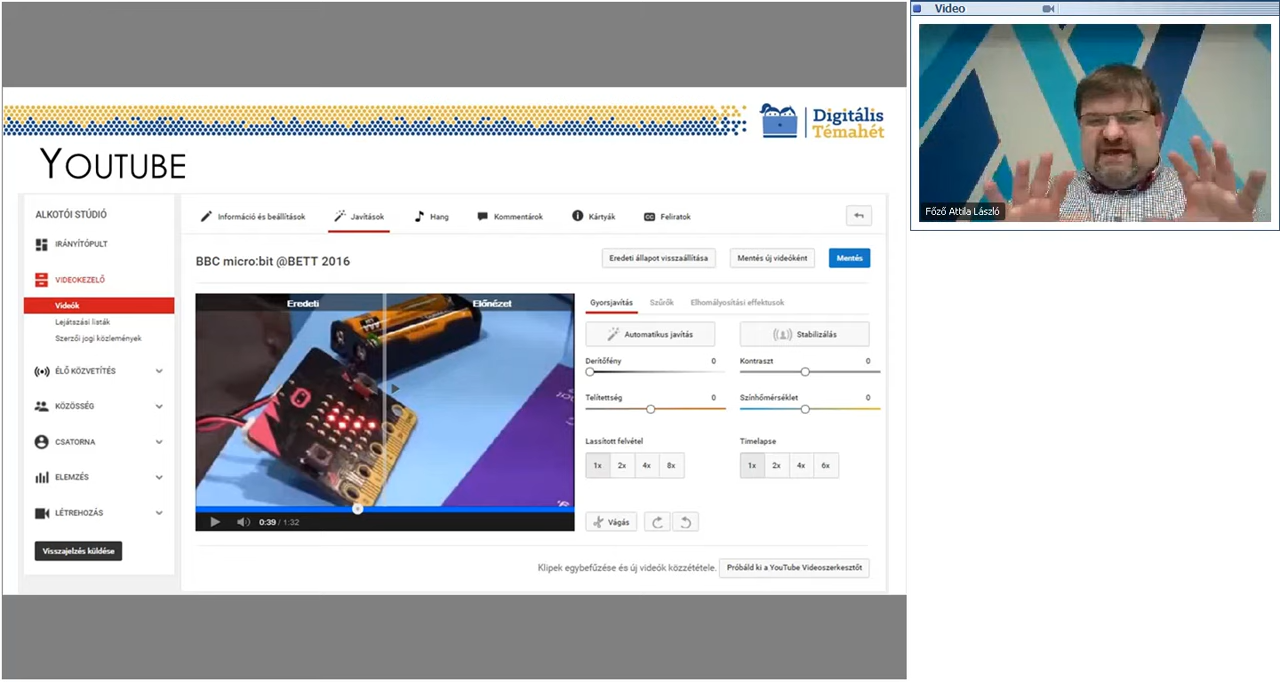 Video
Digitális
Témahét
YOUTUBE
Főző Attila László
ALKOTÓI STÚDIÓ
IRÁNYÍTÓPULT
VIDEOKEZELŐ
Videók
Lejátszási listák
Szerzői jogi közlemények
ÉLŐ KÖZVETÍTÉS
KÖZÖSSÉG
CSATORNA
ELEMZÉS
LÉTREHOZÁS
Visszajelzés küldése
Információ és beállítások
Javítások
Hang
Kommentárok
Kártyák
Feliratok
BBC micro:bit @BETT 2016
Eredeti állapot visszaállítása
Mentés új videóként
Mentés
Eredeti
Előnézet
0:39 / 1:32
Gyorsjavítás
Szűrők
Elhomályosítási effektusok
Automatikus javítás
Stabilizálás
Derítőfény 0
Kontraszt 0
Telítettség 0
Színhőmérséklet 0
Lassított felvétel
Timelapse
1x 2x 4x 8x
1x 2x 4x 6x
Vágás
Klipek egybefűzése és új videók közzététele. Próbáld ki a YouTube Videoszerkesztőt